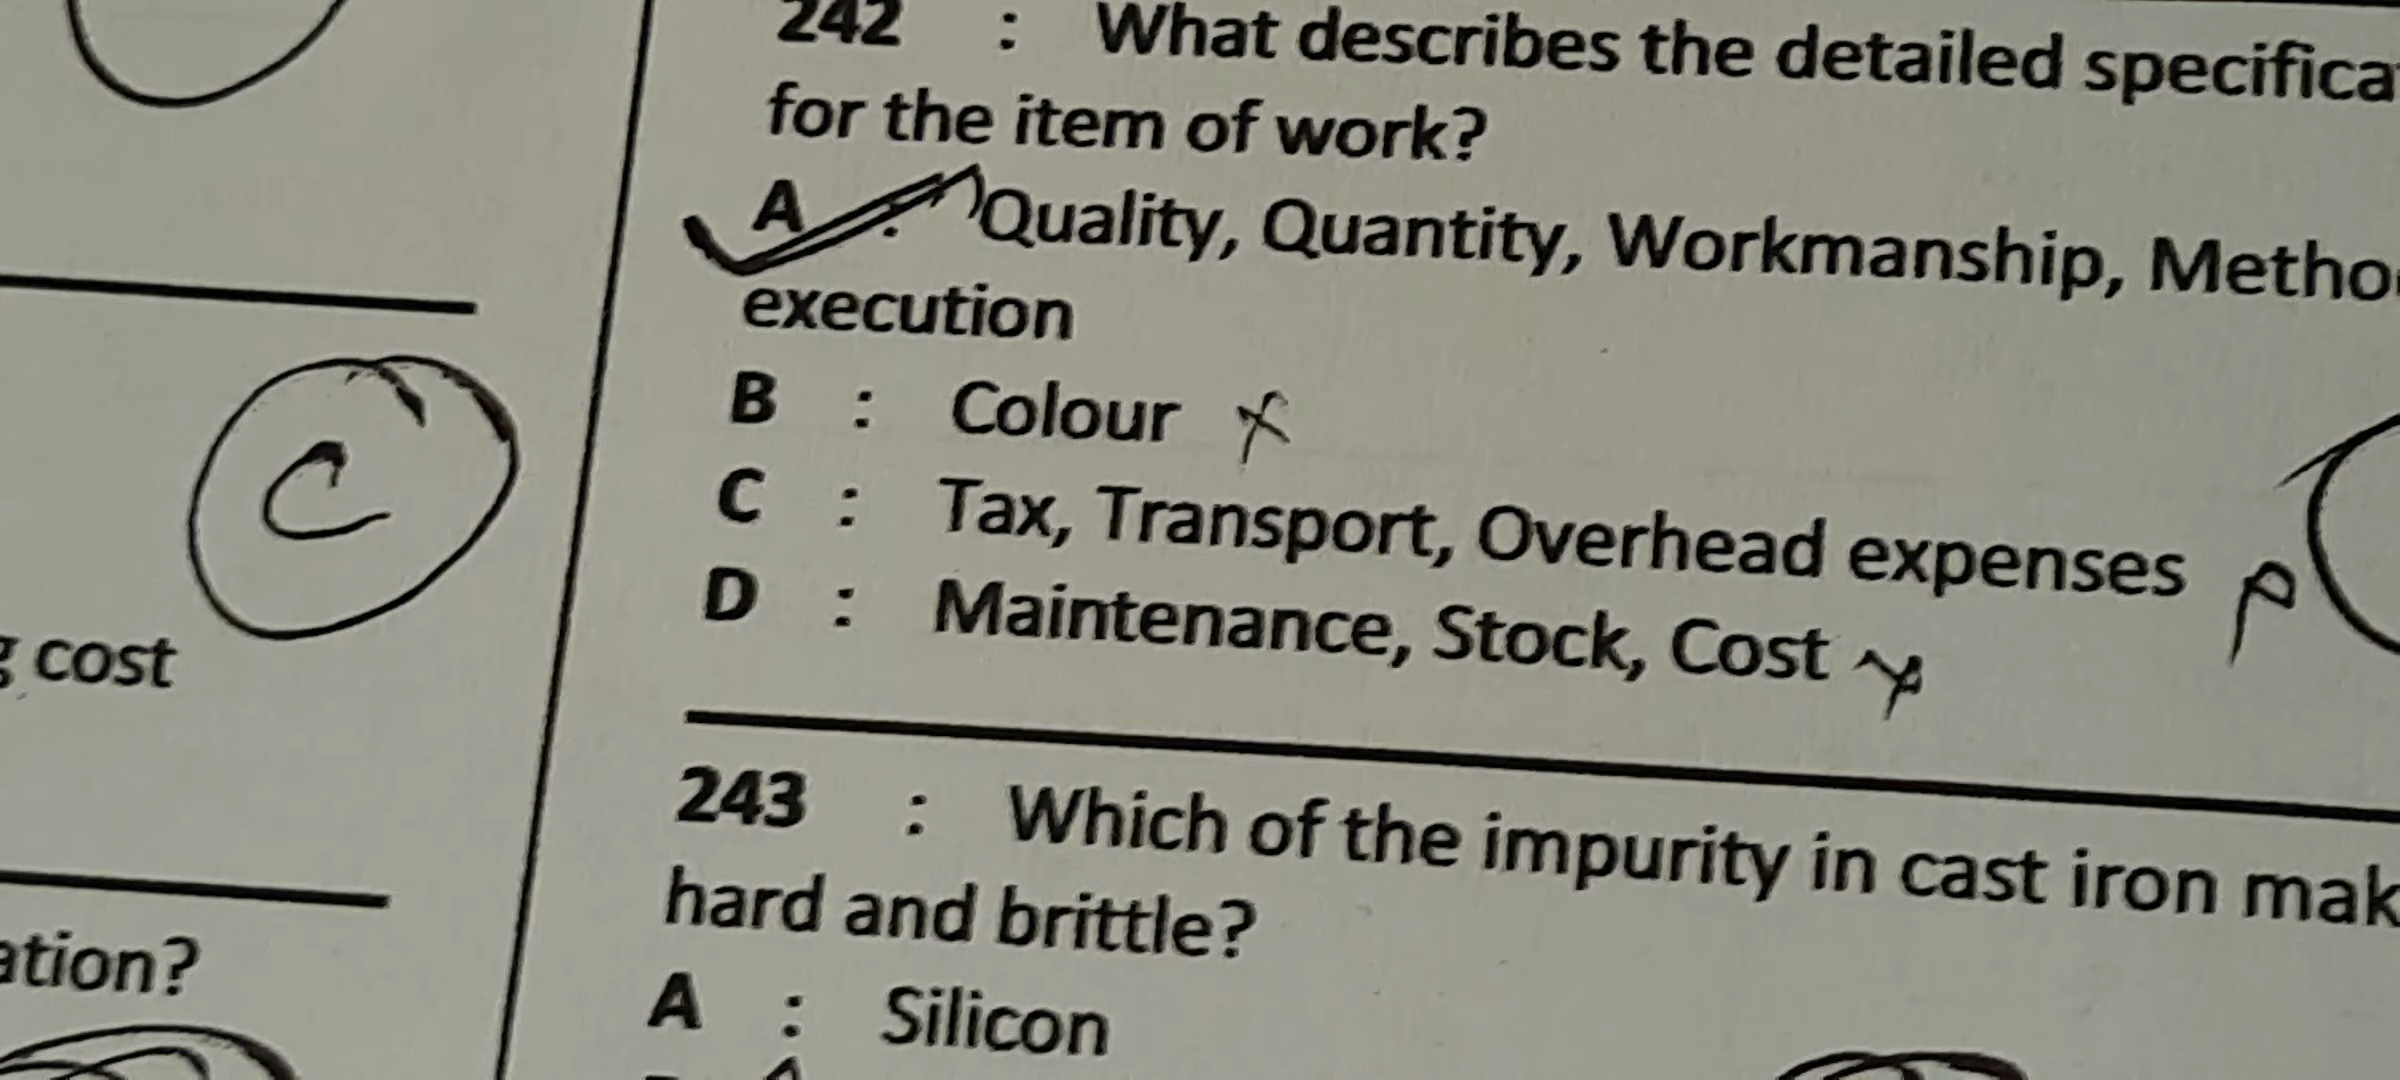 C
g cost
ation?
242 : What describes the detailed specifica
for the item of work?
A : Quality, Quantity, Workmanship, Metho
execution
B : Colour
C : Tax, Transport, Overhead expenses
D : Maintenance, Stock, Cost
243 : Which of the impurity in cast iron mak
hard and brittle?
A : Silicon